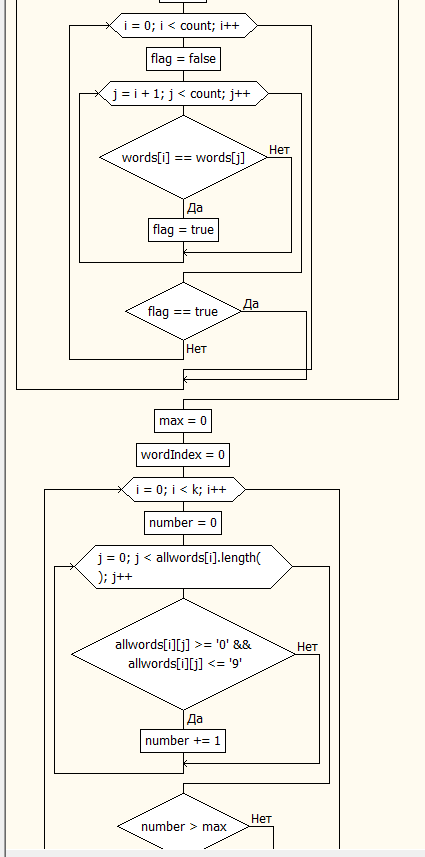 i = 0; i < count; i++
flag = false
j = i + 1; j < count; j++
Нет
words[i] == words[j]
Да
flag = true
Да
flag == true
Нет
max = 0
wordIndex = 0
i = 0; i < k; i++
number = 0
j = 0; j < allwords[i].length(
); j++
allwords[i][j] >= '0' &&
Нет
allwords[i][j] <= '9'
Да
number += 1
Нет
number > max